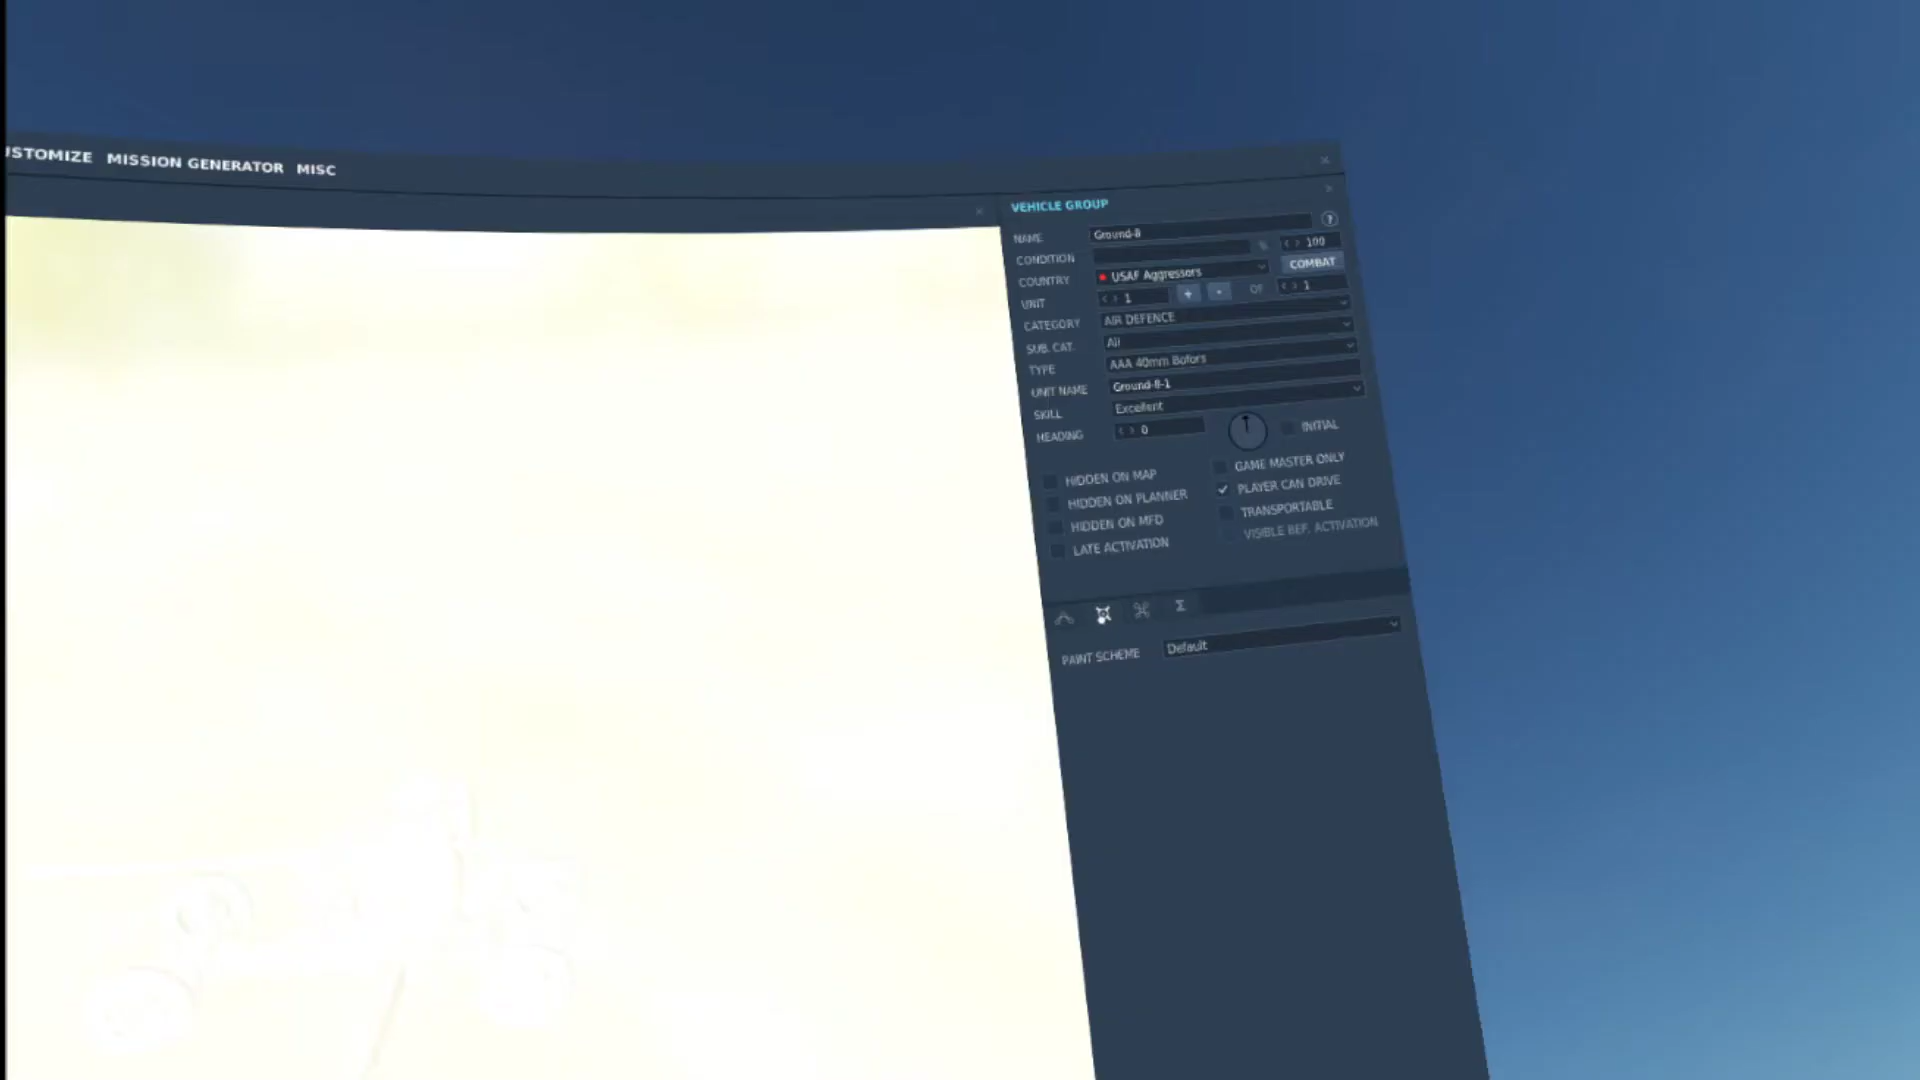 USTOMIZE MISSION GENERATOR MISC
VEHICLE GROUP
NAME Ground-8 ?
CONDITION % < > 100
COUNTRY USAF Aggressors COMBAT
UNIT < > 1 + - OF < > 1
CATEGORY AIR DEFENCE
SUB. CAT. All
TYPE AAA 40mm Bofors
UNIT NAME Ground-8-1
SKILL Excellent
HEADING < > 0 INITIAL
HIDDEN ON MAP GAME MASTER ONLY
HIDDEN ON PLANNER PLAYER CAN DRIVE
HIDDEN ON MFD TRANSPORTABLE
LATE ACTIVATION VISIBLE BEF. ACTIVATION
Σ
PAINT SCHEME Default